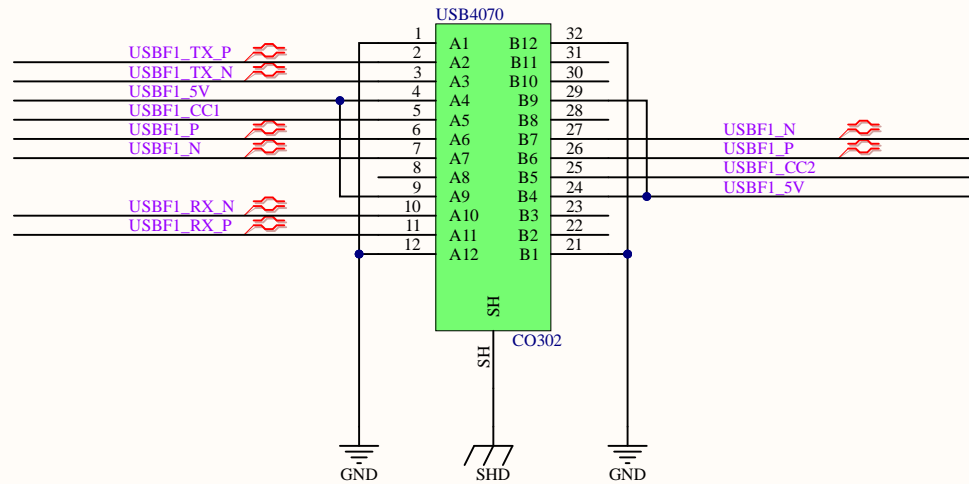 USB4070
1 A1 B12 32
USBF1_TX_P 2 A2 B11 31
USBF1_TX_N 3 A3 B10 30
USBF1_5V 4 A4 B9 29
USBF1_CC1 5 A5 B8 28
USBF1_P 6 A6 B7 27 USBF1_N
USBF1_N 7 A7 B6 26 USBF1_P
8 A8 B5 25 USBF1_CC2
9 A9 B4 24 USBF1_5V
USBF1_RX_N 10 A10 B3 23
USBF1_RX_P 11 A11 B2 22
12 A12 B1 21
SH
CO302
SH
GND SHD GND